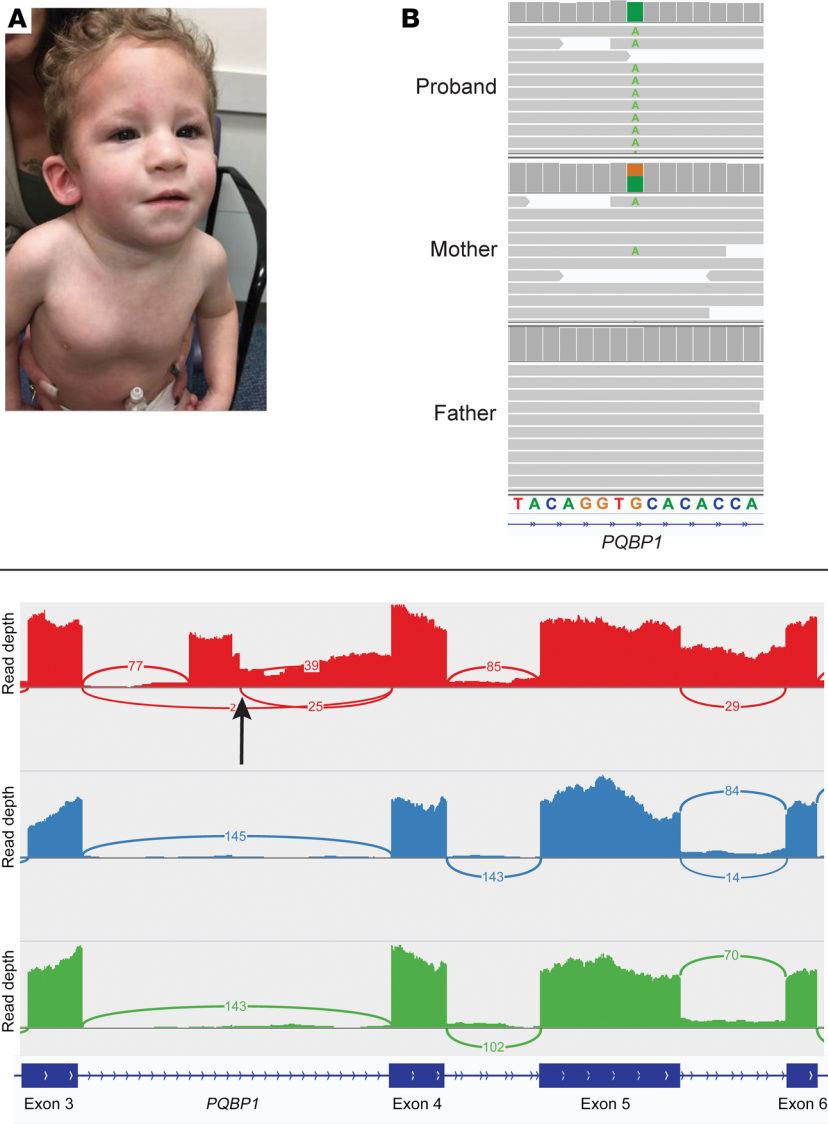 A
B
Proband
A
A
A
A
A
A
A
A
A
Mother
A
A
Father
TACAGGTGCACACCA
PQBP1
Read depth
77
39
2
25
85
29
Read depth
145
143
84
14
Read depth
143
102
70
Exon 3
PQBP1
Exon 4
Exon 5
Exon 6